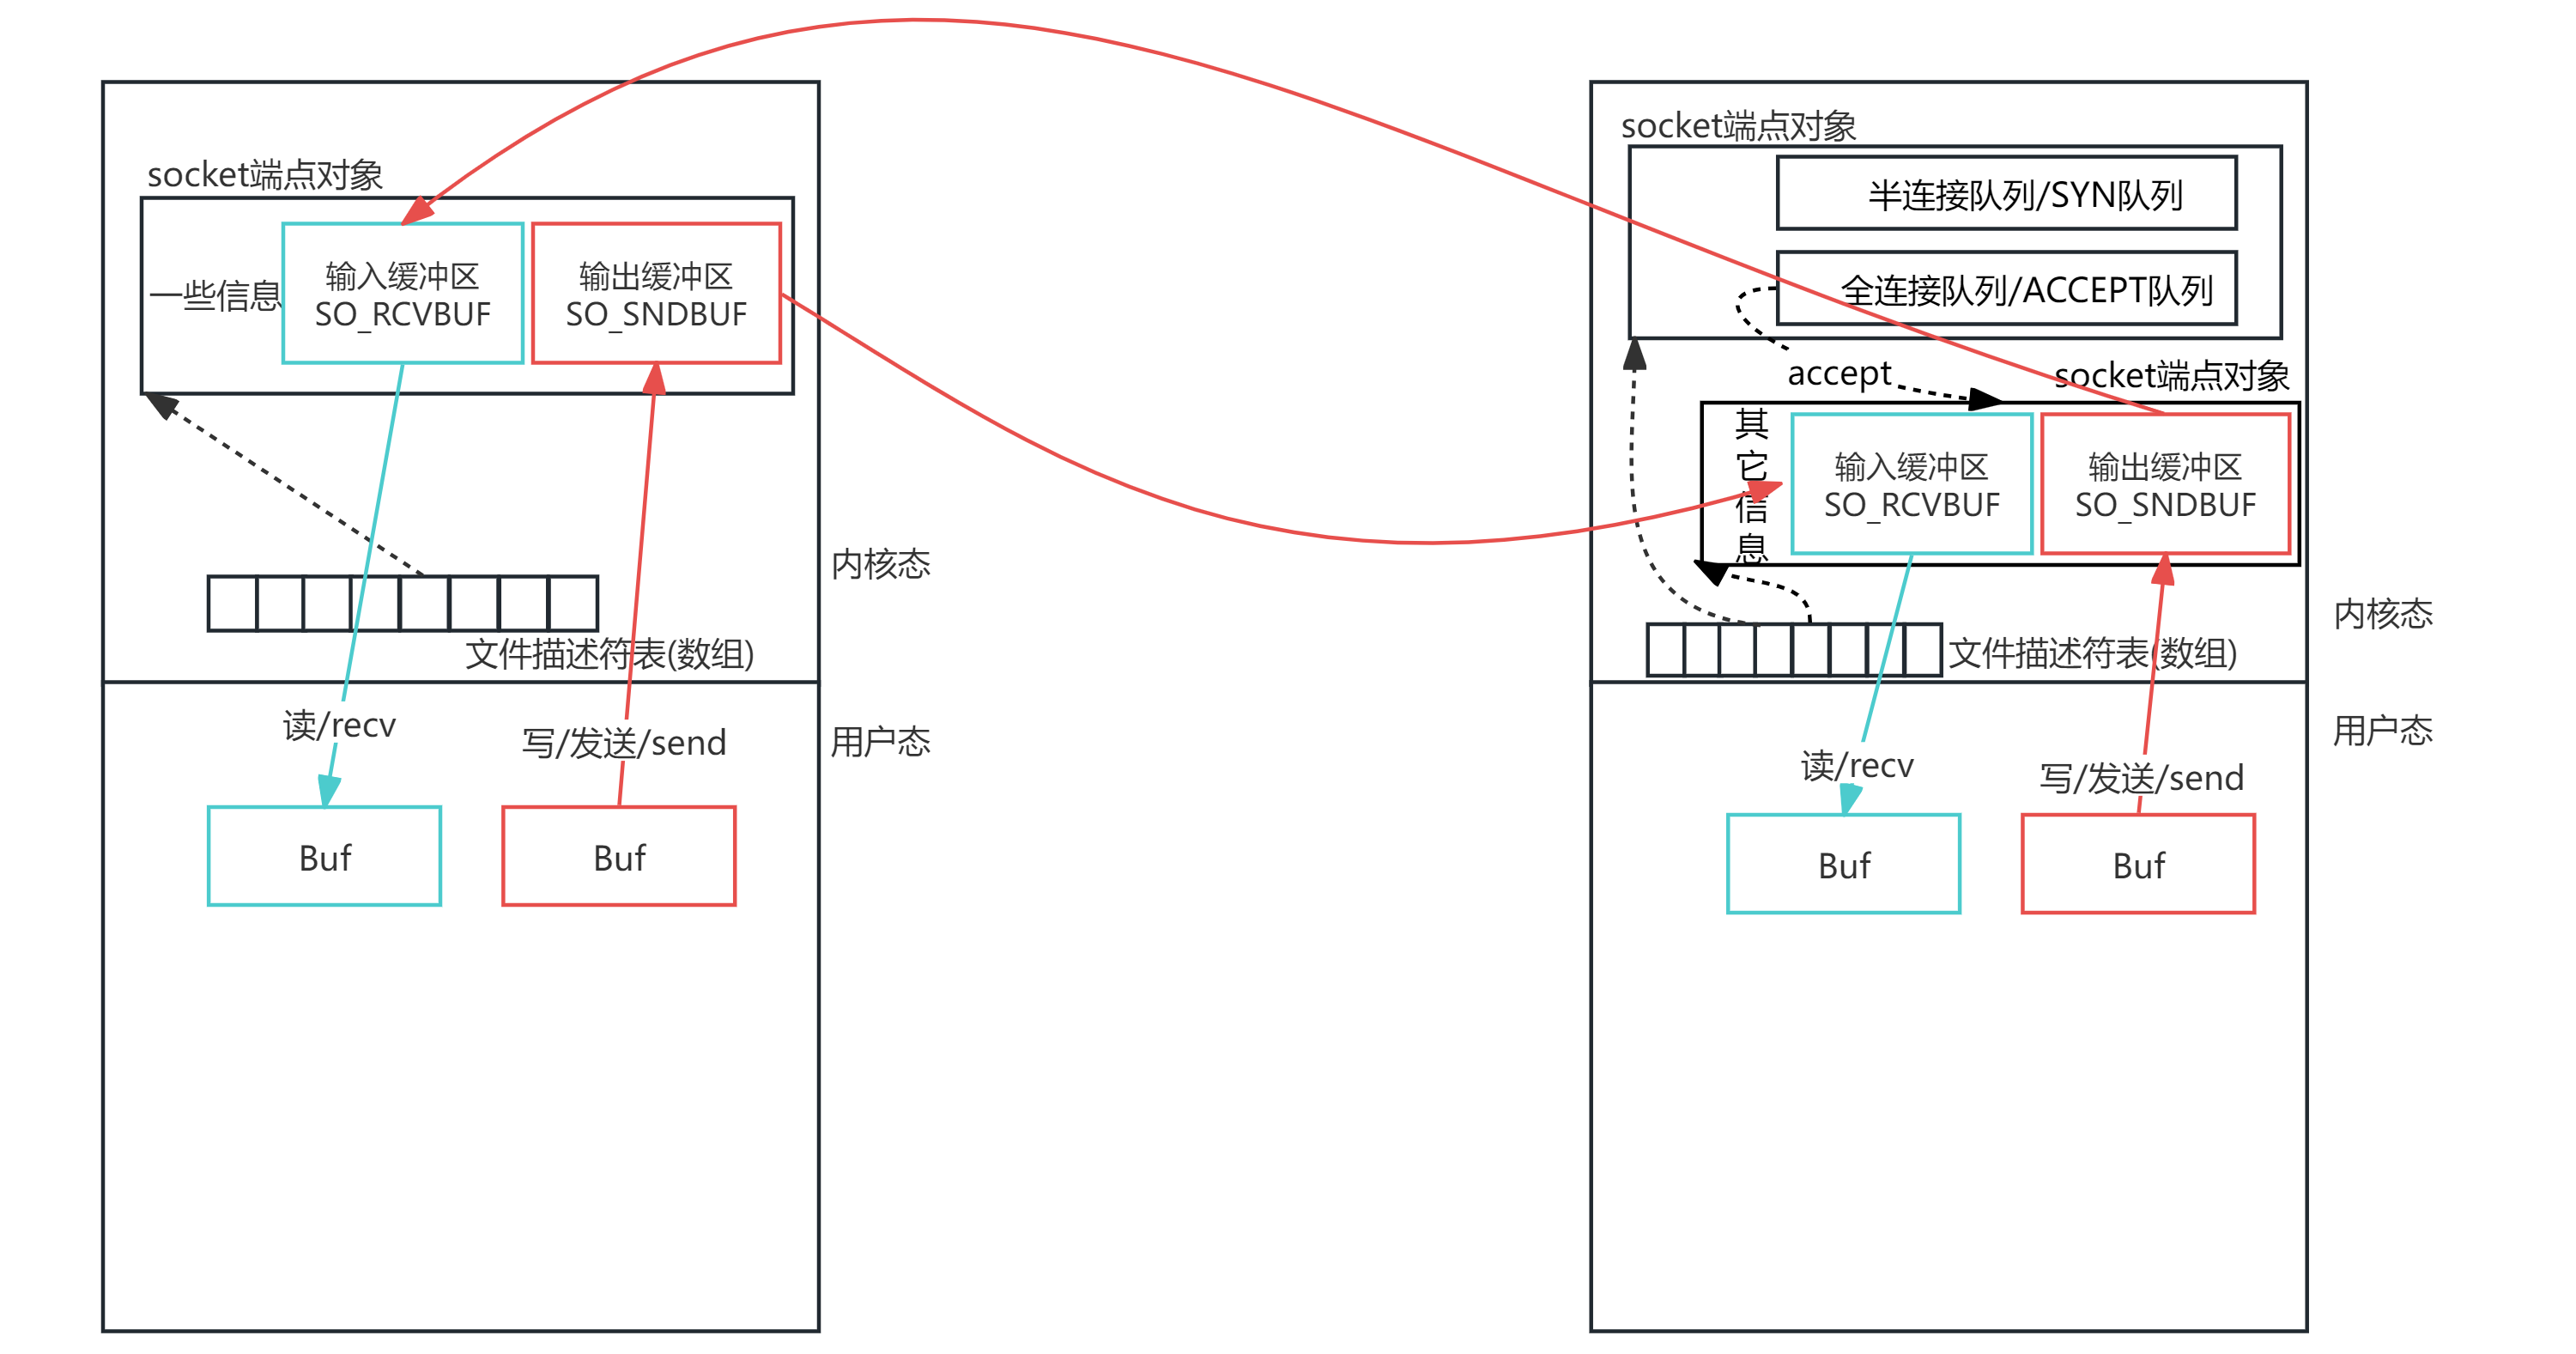 socket端点对象
一些信息
输入缓冲区
SO_RCVBUF
输出缓冲区
SO_SNDBUF
文件描述符表(数组)
内核态
用户态
读/recv
写/发送/send
Buf
Buf
socket端点对象
半连接队列/SYN队列
全连接队列/ACCEPT队列
accept
socket端点对象
其
它
信
息
输入缓冲区
SO_RCVBUF
输出缓冲区
SO_SNDBUF
文件描述符表(数组)
内核态
用户态
读/recv
写/发送/send
Buf
Buf